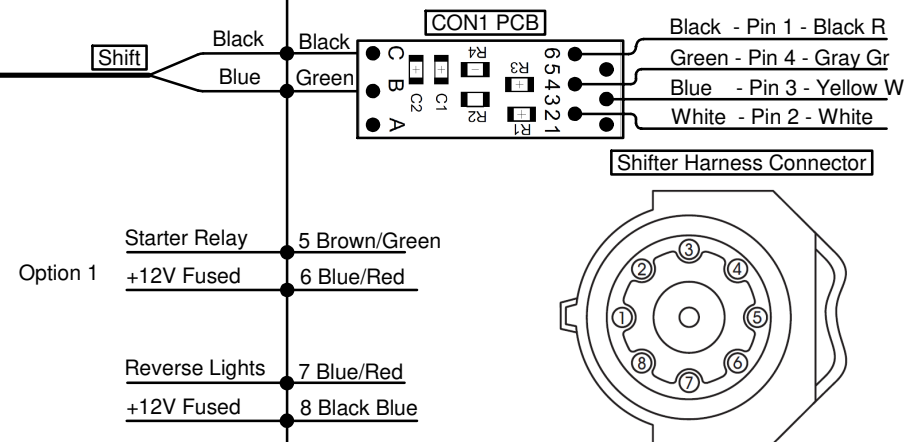 CON1 PCB
Shift
Black
Black
Blue
Green
C
B
A
C2
C1
R4
R2
R3
R1
6
5
4
3
2
1
Black - Pin 1 - Black R
Green - Pin 4 - Gray Gr
Blue - Pin 3 - Yellow W
White - Pin 2 - White
Shifter Harness Connector
Option 1
Starter Relay
5 Brown/Green
+12V Fused
6 Blue/Red
Reverse Lights
7 Blue/Red
+12V Fused
8 Black Blue
1
2
3
4
5
6
7
8